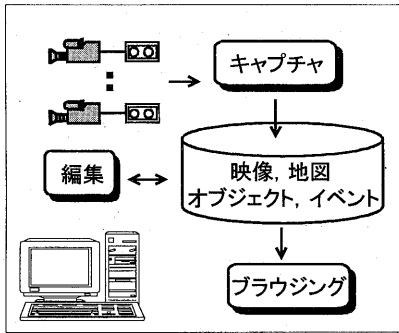 キャプチャ
編集
映像, 地図
オブジェクト, イベント
ブラウジング